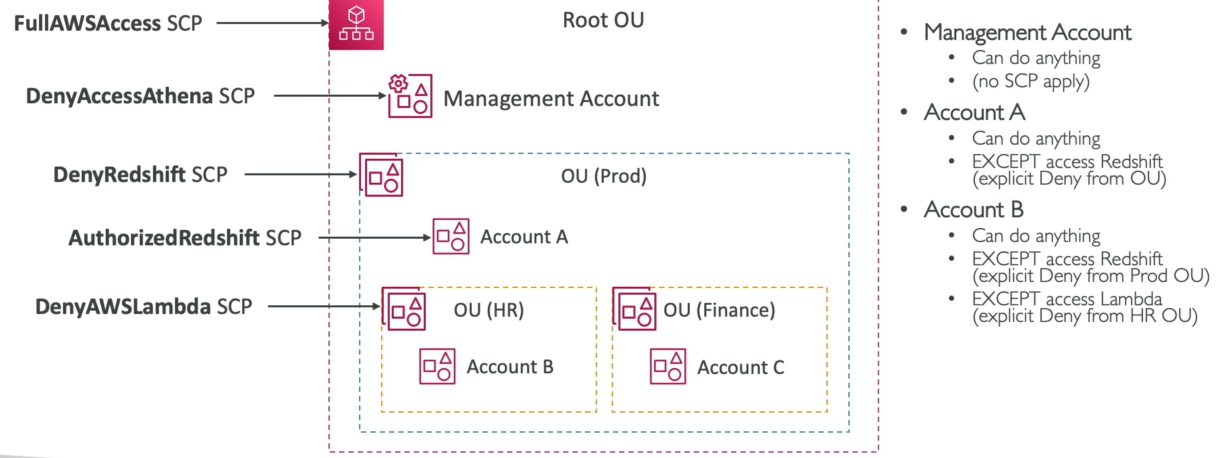 FullAWSAccess SCP
Root OU
DenyAccessAthena SCP
Management Account
DenyRedshift SCP
OU (Prod)
AuthorizedRedshift SCP
Account A
DenyAWSLambda SCP
OU (HR)
OU (Finance)
Account B
Account C
• Management Account
• Can do anything
• (no SCP apply)
• Account A
• Can do anything
• EXCEPT access Redshift
(explicit Deny from OU)
• Account B
• Can do anything
• EXCEPT access Redshift
(explicit Deny from Prod OU)
• EXCEPT access Lambda
(explicit Deny from HR OU)